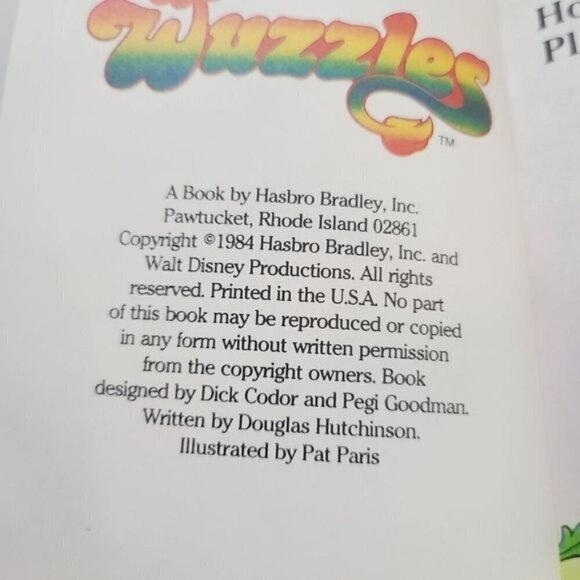 Wuzzles
TM
A Book by Hasbro Bradley, Inc.
Pawtucket, Rhode Island 02861
Copyright ©1984 Hasbro Bradley, Inc. and
Walt Disney Productions. All rights
reserved. Printed in the U.S.A. No part
of this book may be reproduced or copied
in any form without written permission
from the copyright owners. Book
designed by Dick Codor and Pegi Goodman.
Written by Douglas Hutchinson.
Illustrated by Pat Paris